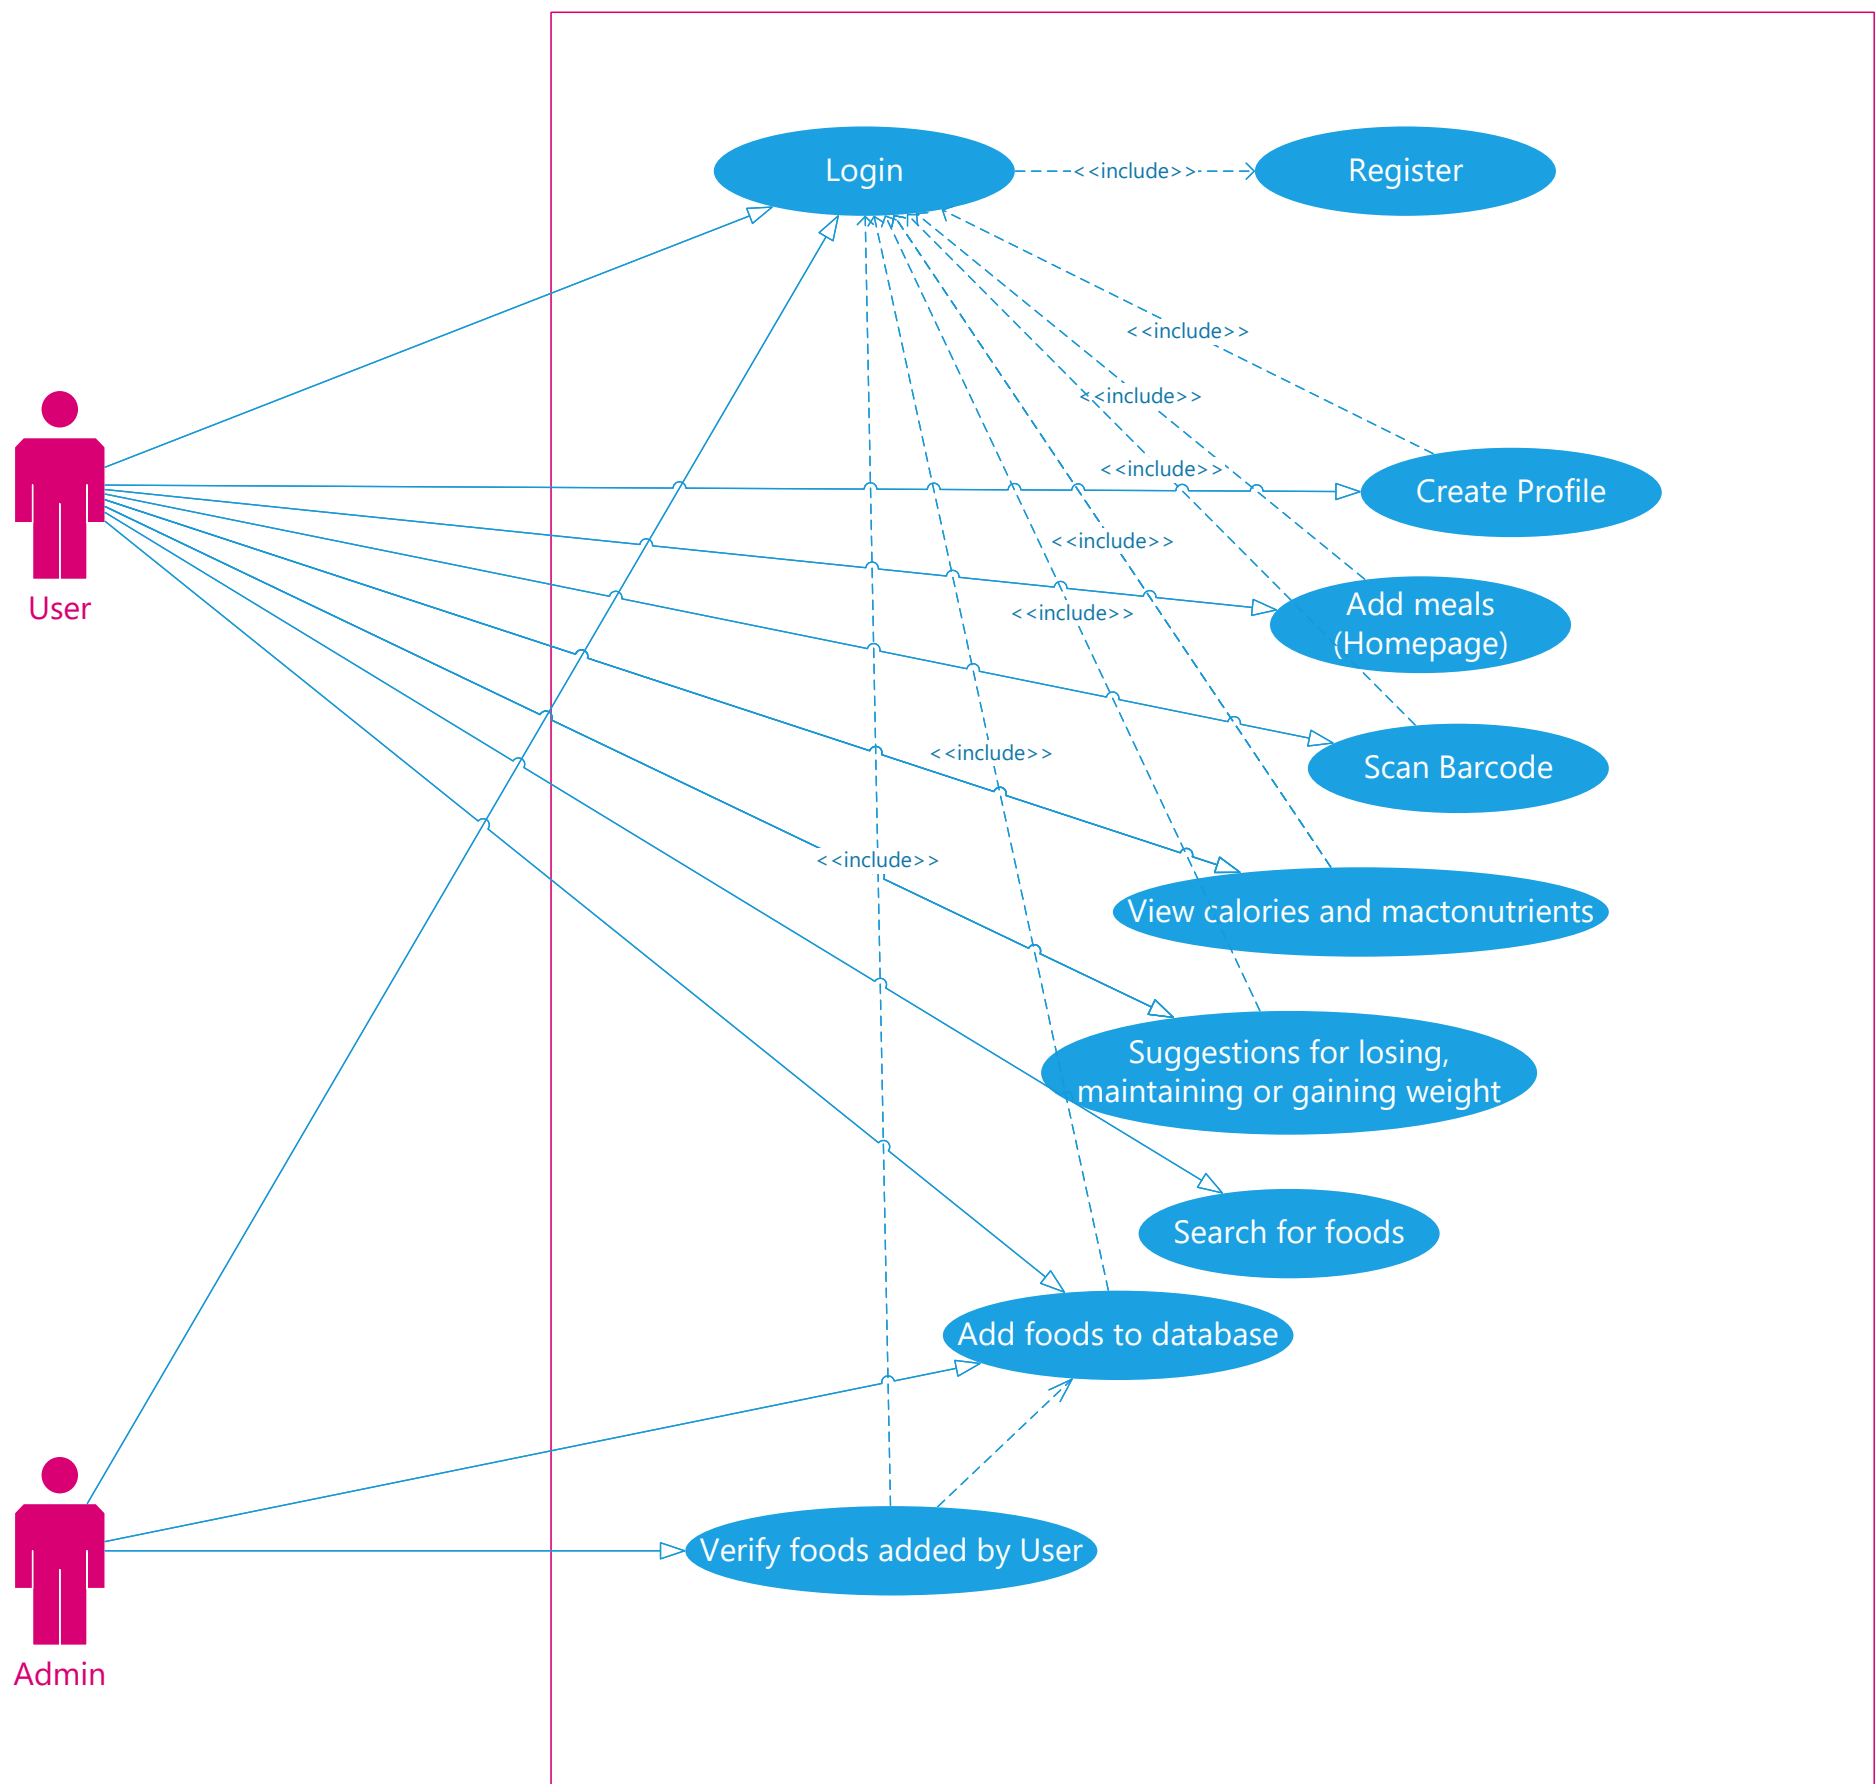 Login
<<include>>
Register
<<include>>
<<include>>
<<include>>
Create Profile
<<include>>
User
<<include>>
Add meals
(Homepage)
<<include>>
Scan Barcode
<<include>>
View calories and mactonutrients
Suggestions for losing,
maintaining or gaining weight
Search for foods
Add foods to database
Verify foods added by User
Admin